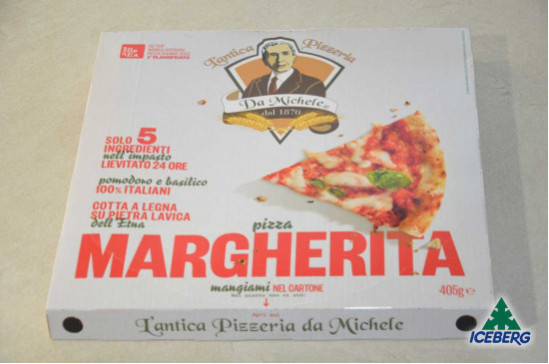 L'antica Pizzeria
Da Michele
dal 1870
SOLO 5
INGREDIENTI
nell'impasto
LIEVITATO 24 ORE
pomodoro e basilico
100% ITALIANI
COTTA A LEGNA
SU PIETRA LAVICA
dell'Etna
pizza
MARGHERITA
mangiami NEL CARTONE
405g e
L'antica Pizzeria da Michele
ICEBERG